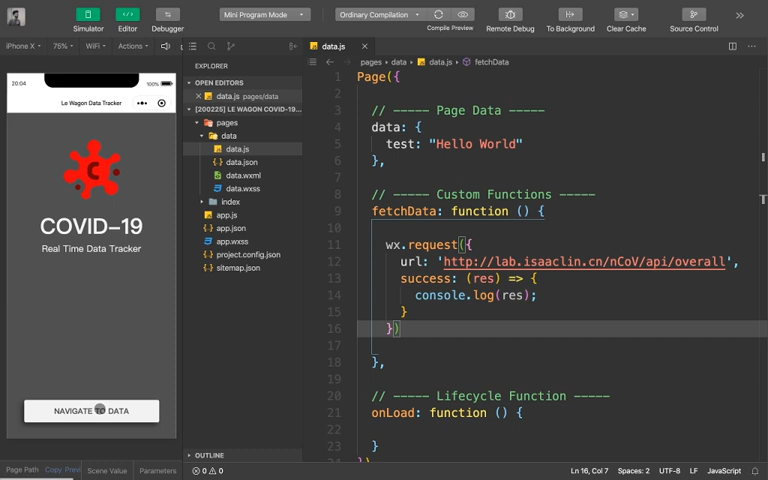 Simulator
Editor
Debugger
Mini Program Mode
Ordinary Compilation
Compile Preview
Remote Debug
To Background
Clear Cache
Source Control
iPhone X
75%
WiFi
Actions
20:04
100%
Le Wagon Data Tracker
C
COVID-19
Real Time Data Tracker
NAVIGATE TO DATA
Page Path
Copy Previ
Scene Value
Parameters
EXPLORER
OPEN EDITORS
data.js pages/data
[200225] LE WAGON COVID-19...
pages
data
data.js
data.json
data.wxml
data.wxss
index
app.js
app.json
app.wxss
project.config.json
sitemap.json
OUTLINE
0 0
data.js
pages data data.js fetchData
1 Page({
2
3 // ----- Page Data -----
4 data: {
5 test: "Hello World"
6 },
7
8 // ----- Custom Functions -----
9 fetchData: function () {
10
11 wx.request({
12 url: 'http://lab.isaaclin.cn/nCoV/api/overall',
13 success: (res) => {
14 console.log(res);
15 }
16 })
17
18 },
19
20 // ----- Lifecycle Function -----
21 onLoad: function () {
22
23 }
24 })
Ln 16, Col 7
Spaces: 2
UTF-8
LF
JavaScript